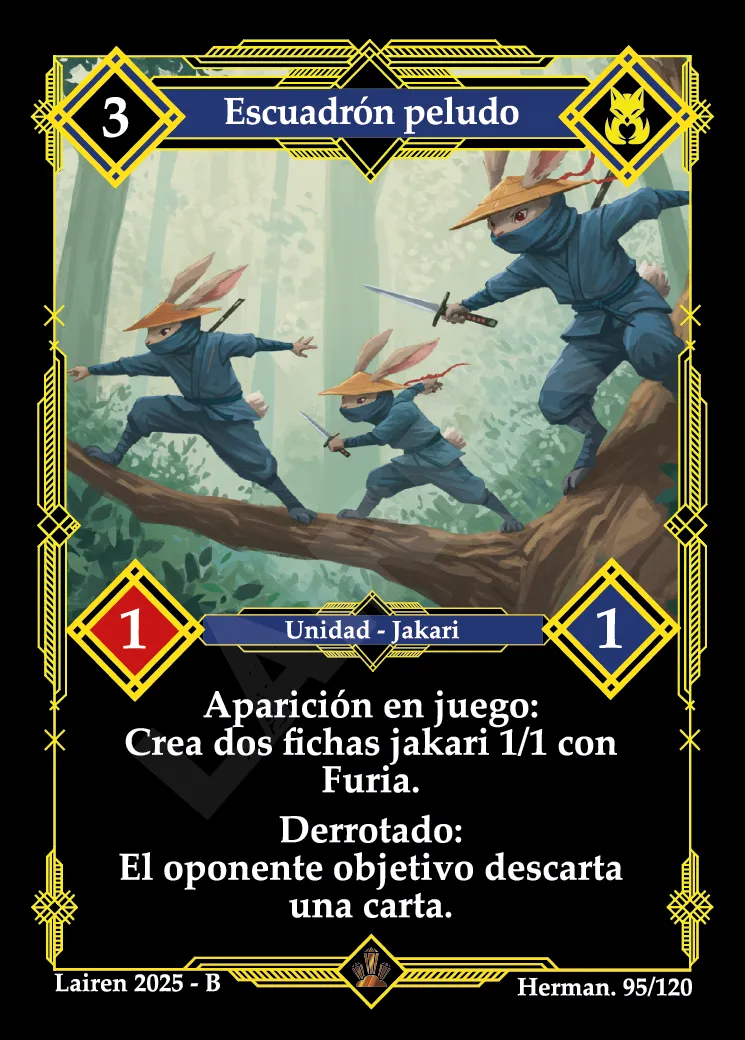 3
Escuadrón peludo
1
Unidad - Jakari
1
Aparición en juego:
Crea dos fichas jakari 1/1 con
Furia.
Derrotado:
El oponente objetivo descarta
una carta.
Lairen 2025 - B
Herman. 95/120